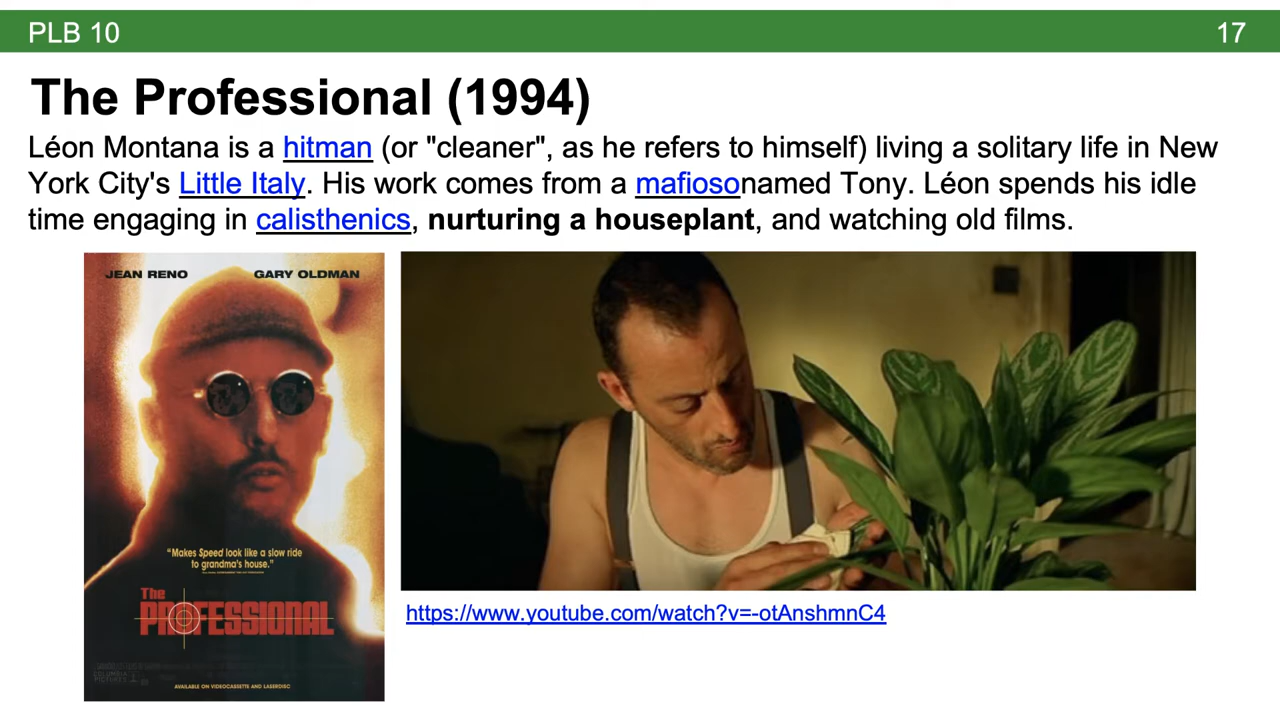 PLB 10
17
The Professional (1994)
Léon Montana is a hitman (or "cleaner", as he refers to himself) living a solitary life in New
York City's Little Italy. His work comes from a mafiosonamed Tony. Léon spends his idle
time engaging in calisthenics, nurturing a houseplant, and watching old films.
JEAN RENO GARY OLDMAN
“Makes Speed look like a slow ride
to grandma's house.”
The
PROFESSIONAL
AVAILABLE ON VIDEOCASSETTE AND LASERDISC
https://www.youtube.com/watch?v=-otAnshmnC4